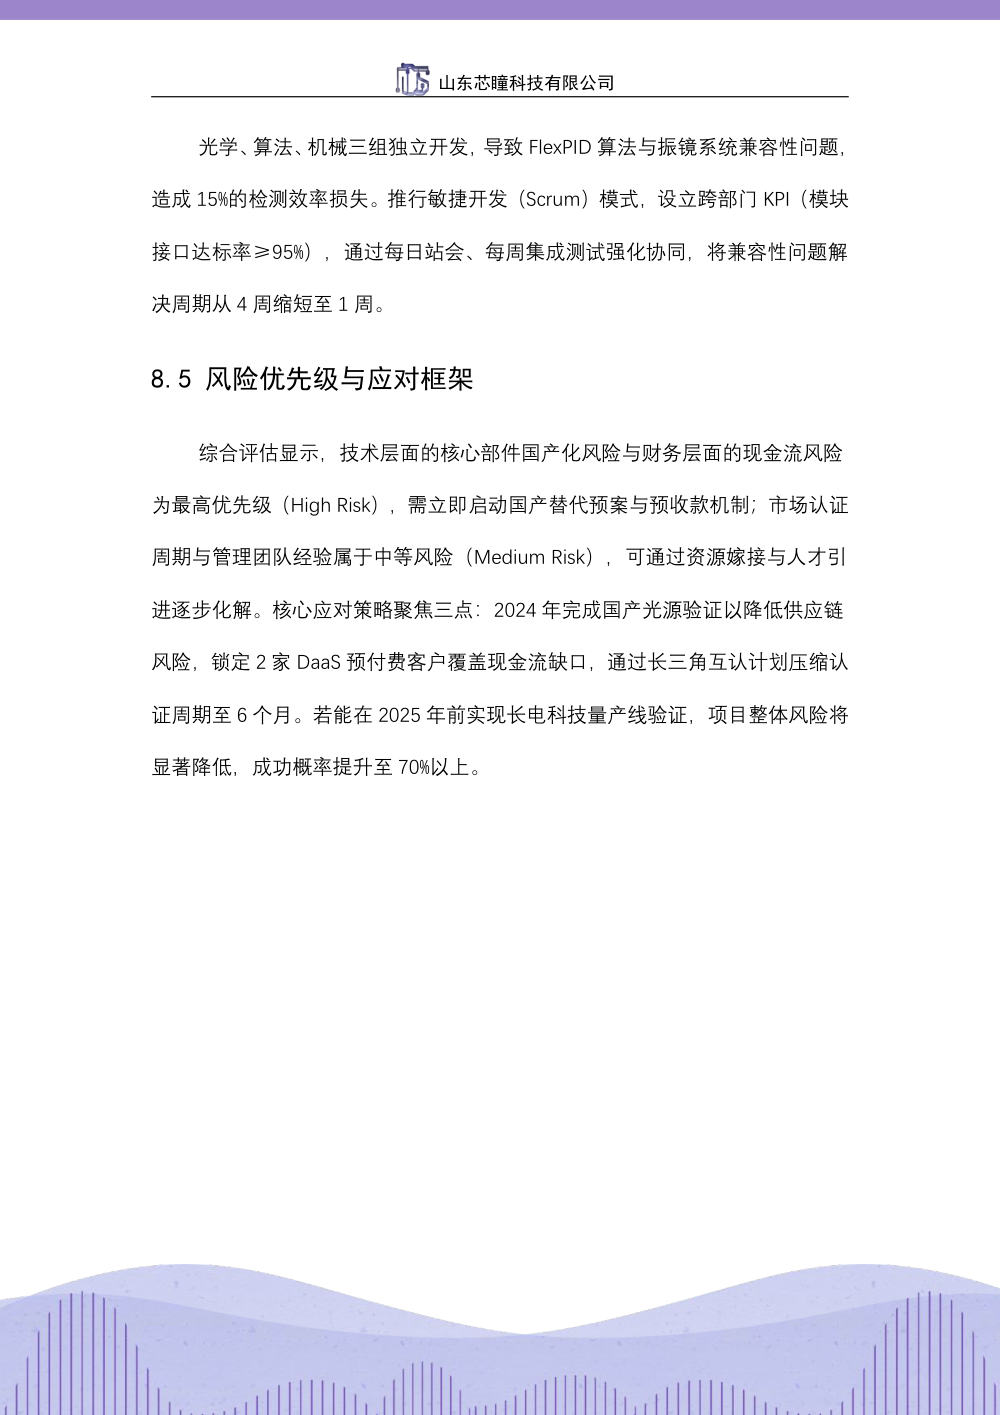 山东芯瞳科技有限公司
光学、算法、机械三组独立开发，导致 FlexPID 算法与振镜系统兼容性问题，
造成 15%的检测效率损失。推行敏捷开发（Scrum）模式，设立跨部门 KPI（模块
接口达标率≥95%），通过每日站会、每周集成测试强化协同，将兼容性问题解
决周期从 4 周缩短至 1 周。
8.5 风险优先级与应对框架
综合评估显示，技术层面的核心部件国产化风险与财务层面的现金流风险
为最高优先级（High Risk），需立即启动国产替代预案与预收款机制；市场认证
周期与管理团队经验属于中等风险（Medium Risk），可通过资源嫁接与人才引
进逐步化解。核心应对策略聚焦三点：2024 年完成国产光源验证以降低供应链
风险，锁定 2 家 DaaS 预付费客户覆盖现金流缺口，通过长三角互认计划压缩认
证周期至 6 个月。若能在 2025 年前实现长电科技量产线验证，项目整体风险将
显著降低，成功概率提升至 70%以上。